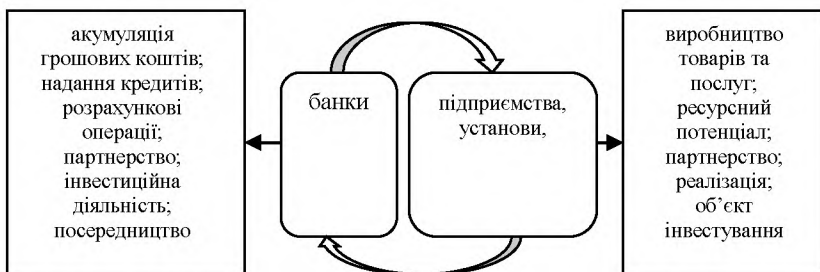 акумуляція
грошових коштів;
надання кредитів;
розрахункові
операції;
партнерство;
інвестиційна
діяльність;
посередництво
банки
підприємства,
установи,
виробництво
товарів та
послуг;
ресурсний
потенціал;
партнерство;
реалізація;
об’єкт
інвестування